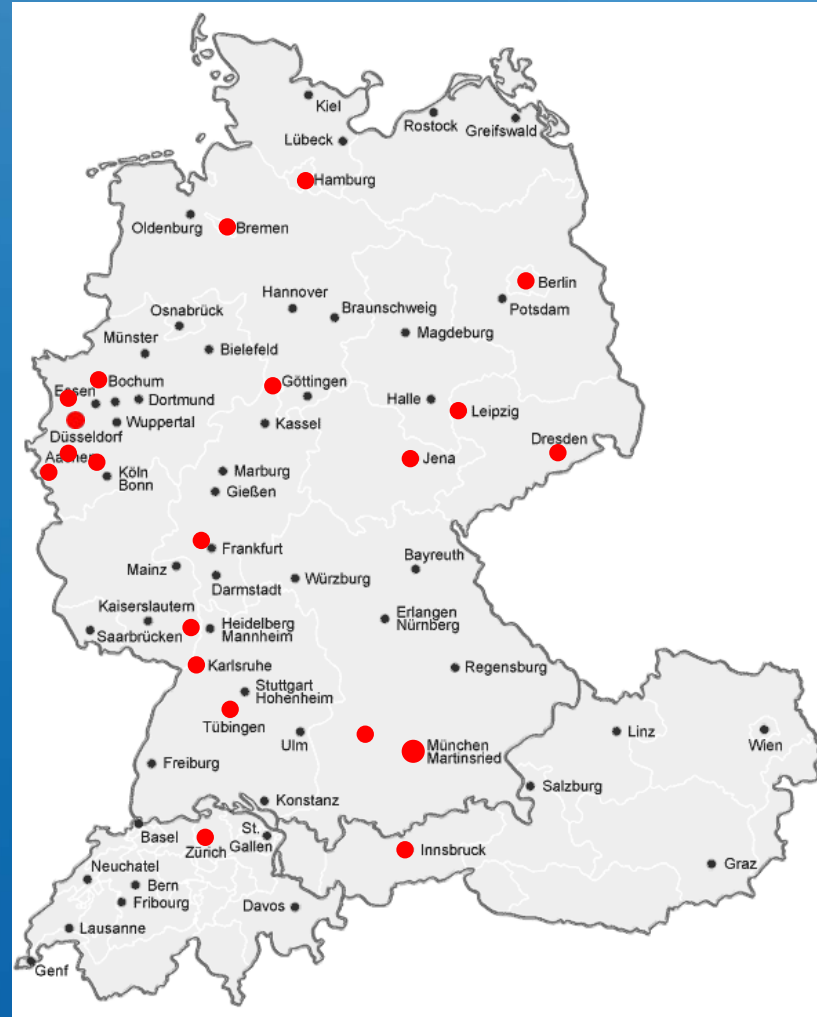 Kiel
Rostock
Greifswald
Lübeck
Hamburg
Oldenburg
Bremen
Berlin
Hannover
Potsdam
Osnabrück
Braunschweig
Magdeburg
Münster
Bielefeld
Bochum
Göttingen
Essen
Dortmund
Halle
Leipzig
Wuppertal
Kassel
Düsseldorf
Dresden
Aachen
Jena
Marburg
Köln
Bonn
Gießen
Frankfurt
Bayreuth
Mainz
Würzburg
Darmstadt
Kaiserslautern
Erlangen
Nürnberg
Heidelberg
Mannheim
Saarbrücken
Karlsruhe
Regensburg
Stuttgart
Hohenheim
Tübingen
Ulm
München
Martinsried
Linz
Wien
Freiburg
Salzburg
Konstanz
Basel
St.
Gallen
Zürich
Innsbruck
Graz
Neuchatel
Bern
Fribourg
Davos
Lausanne
Genf